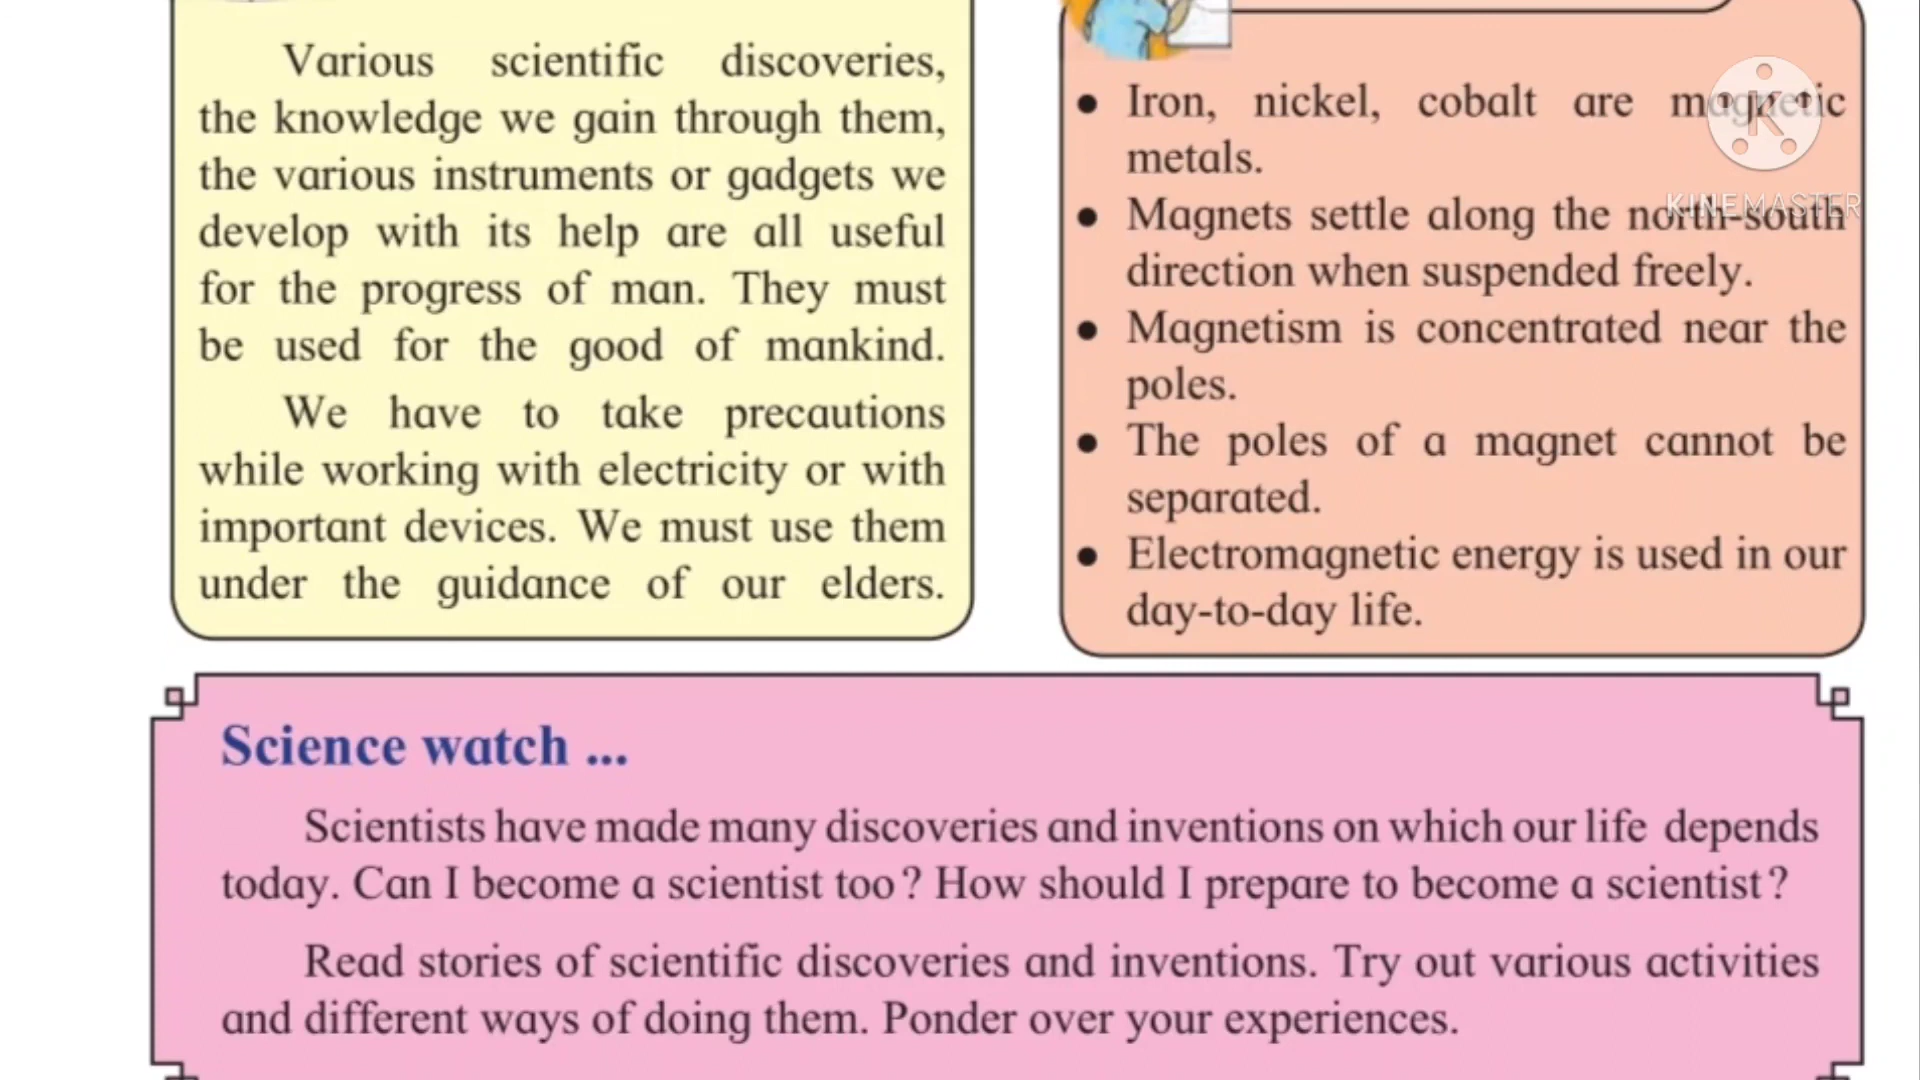 Various scientific discoveries,
the knowledge we gain through them,
the various instruments or gadgets we
develop with its help are all useful
for the progress of man. They must
be used for the good of mankind.
We have to take precautions
while working with electricity or with
important devices. We must use them
under the guidance of our elders.
• Iron, nickel, cobalt are magnetic
metals.
• Magnets settle along the north-south
direction when suspended freely.
• Magnetism is concentrated near the
poles.
• The poles of a magnet cannot be
separated.
• Electromagnetic energy is used in our
day-to-day life.
K
KINEMASTER
Science watch ...
Scientists have made many discoveries and inventions on which our life depends
today. Can I become a scientist too? How should I prepare to become a scientist?
Read stories of scientific discoveries and inventions. Try out various activities
and different ways of doing them. Ponder over your experiences.